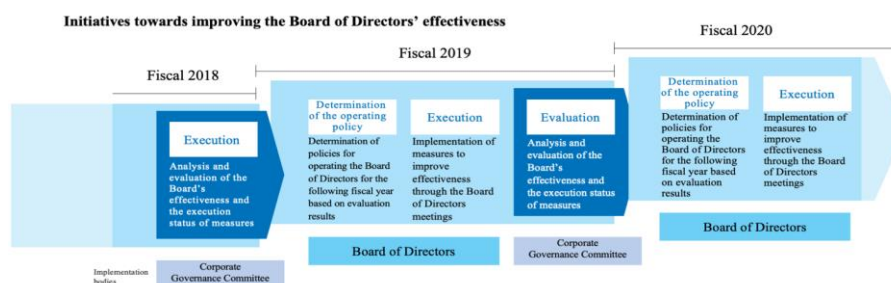 Initiatives towards improving the Board of Directors' effectiveness
Fiscal 2018
Fiscal 2019
Fiscal 2020
Execution
Analysis and
evaluation of the
Board's
effectiveness and
the execution
status of measures
Determination
of the operating
policy
Determination of
policies for
operating the Board
of Directors for the
following fiscal year
based on evaluation
results
Execution
Implementation of
measures to
improve
effectiveness
through the Board
of Directors
meetings
Evaluation
Analysis and
evaluation of the
Board's
effectiveness and
the execution
status of measures
Determination
of the operating
policy
Determination of
policies for
operating the
Board of Directors
for the following
fiscal year based
on evaluation
results
Execution
Implementation of
measures to
improve
effectiveness
through the Board
of Directors
meetings
Implementation
bodies
Corporate
Governance Committee
Board of Directors
Corporate
Governance Committee
Board of Directors